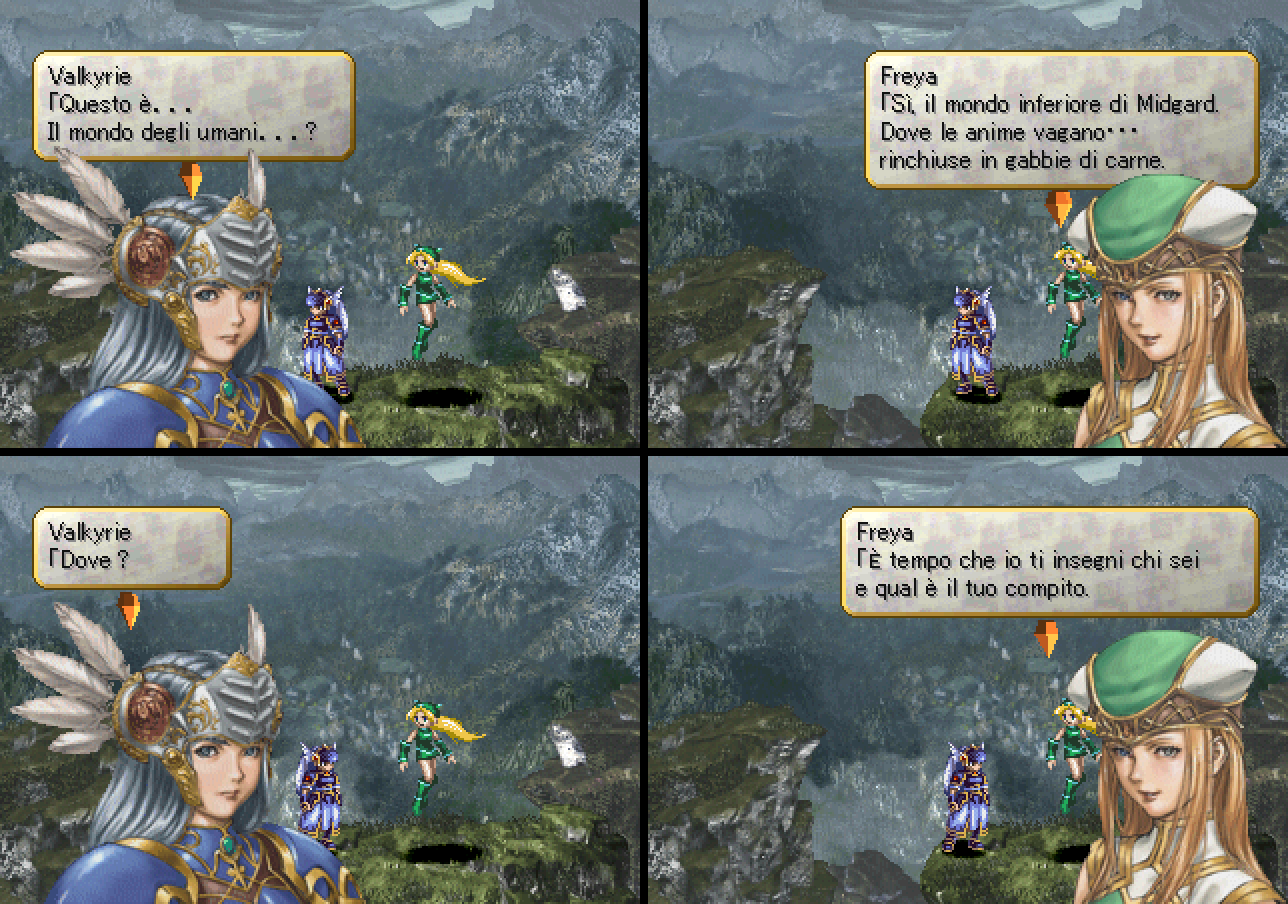 Valkyrie
「Questo è...
Il mondo degli umani...?
Freya
「Sì, il mondo inferiore di Midgard.
Dove le anime vagano･･･
rinchiuse in gabbie di carne.
Valkyrie
「Dove?
Freya
「È tempo che io ti insegni chi sei
e qual è il tuo compito.